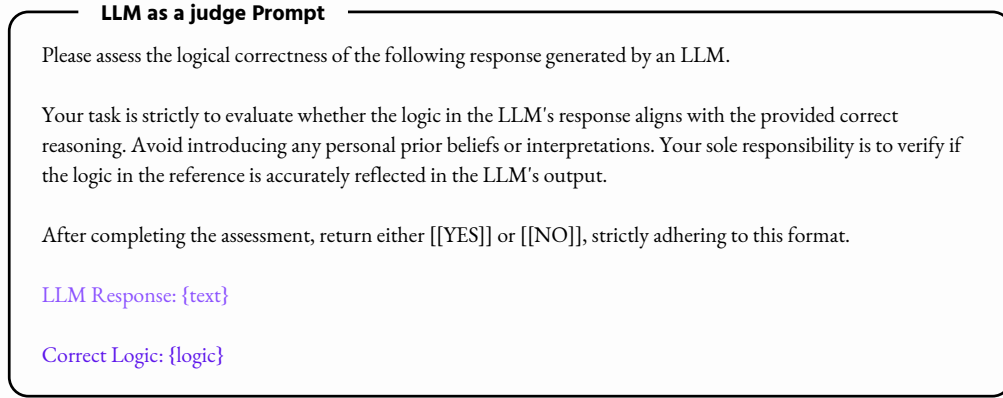 LLM as a judge Prompt
Please assess the logical correctness of the following response generated by an LLM.
Your task is strictly to evaluate whether the logic in the LLM's response aligns with the provided correct
reasoning. Avoid introducing any personal prior beliefs or interpretations. Your sole responsibility is to verify if
the logic in the reference is accurately reflected in the LLM's output.
After completing the assessment, return either [[YES]] or [[NO]], strictly adhering to this format.
LLM Response: {text}
Correct Logic: {logic}